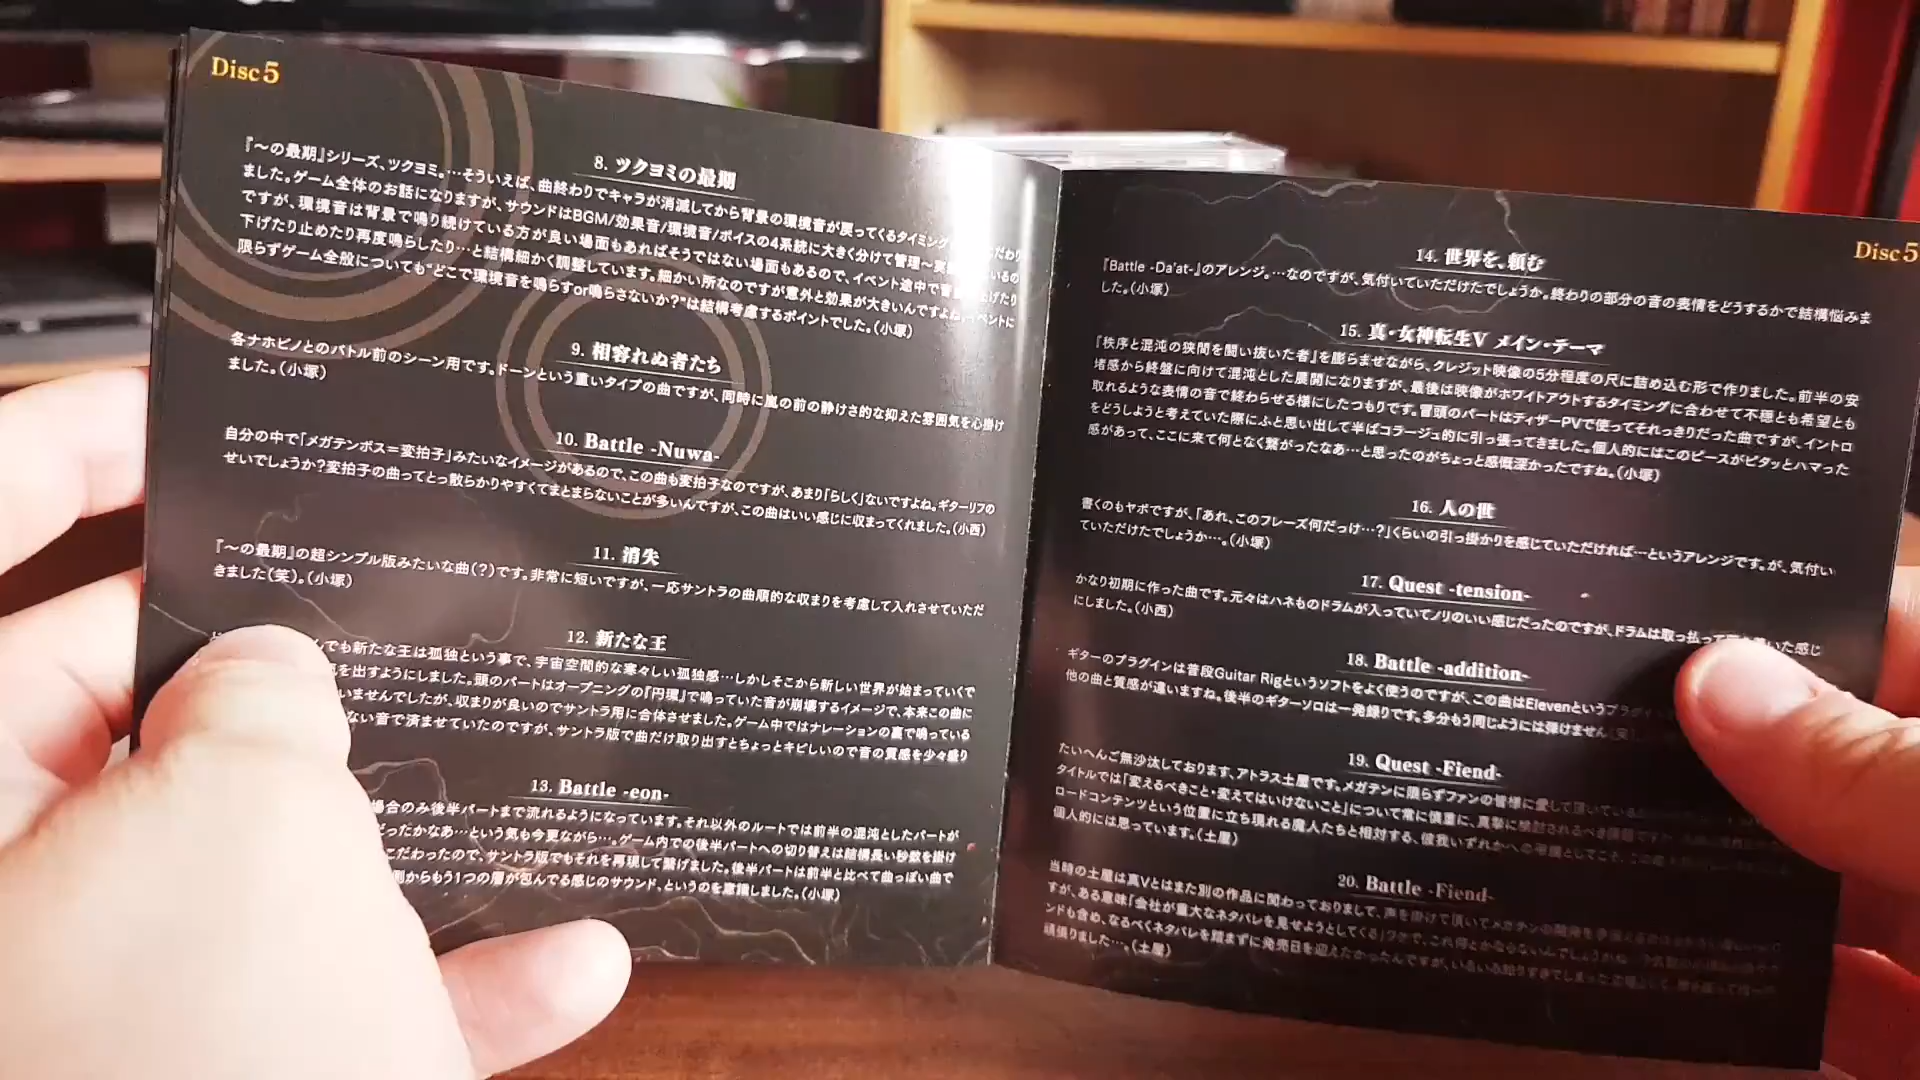 Disc5
8. ツクヨミの最期
『～の最期』シリーズ、ツクヨミ。…そういえば、曲終わりでキャラが消滅してから背景の環境音が戻ってくるタイミング
ました。ゲーム全体のお話になりますが、サウンドはBGM/効果音/環境音/ボイスの4系統に大きく分けて管理～
ですが、環境音は背景で鳴り続けている方が良い場面もあればそうではない場面もあるので、イベント途中で
下げたり止めたり再度鳴らしたり…と結構細かく調整しています。細かい所なのですが意外と効果が大きいんですよね。イベントに
限らずゲーム全般についても“どこで環境音を鳴らすor鳴らさないか?”は結構考慮するポイントでした。（小塚）
9. 相容れぬ者たち
各ナホビノとのバトル前のシーン用です。ドーンという重いタイプの曲ですが、同時に嵐の前の静けさ的な抑えた雰囲気を心掛け
ました。（小塚）
10. Battle -Nuwa-
自分の中で「メガテンボス＝変拍子」みたいなイメージがあるので、この曲も変拍子なのですが、あまり「らしく」ないですよね。ギターリフの
せいでしょうか?変拍子の曲ってとっ散らかりやすくてまとまらないことが多いんですが、この曲はいい感じに収まってくれました。（小西）
11. 消失
『～の最期』の超シンプル版みたいな曲（?）です。非常に短いですが、一応サントラの曲順的な収まりを考慮して入れさせていただ
きました（笑）。（小塚）
12. 新たな王
んでも新たな王は孤独という事で、宇宙空間的な寒々しい孤独感…しかしそこから新しい世界が始まっていくで
を出すようにしました。頭のパートはオープニングの『円環』で鳴っていた音が崩壊するイメージで、本来この曲に
いませんでしたが、収まりが良いのでサントラ用に合体させました。ゲーム中ではナレーションの裏で鳴っている
ない音で済ませていたのですが、サントラ版で曲だけ取り出すとちょっとキビしいので音の質感を少々盛り
13. Battle -eon-
場合のみ後半パートまで流れるようになっています。それ以外のルートでは前半の混沌としたパートが
だったかなあ…という気も今更ながら…。ゲーム内での後半パートへの切り替えは結構長い秒数を掛け
こだわったので、サントラ版でもそれを再現して繋げました。後半パートは前半と比べて曲っぽい曲で
側からもう1つの層が包んでる感じのサウンド、というのを意識しました。（小塚）
Disc5
14. 世界を、頼む
『Battle -Da'at-』のアレンジ。…なのですが、気付いていただけたでしょうか。終わりの部分の音の表情をどうするかで結構悩みま
した。（小塚）
15. 真・女神転生V メイン・テーマ
『秩序と混沌の狭間を闘い抜いた者』を膨らませながら、クレジット映像の5分程度の尺に詰め込む形で作りました。前半の安
堵感から終盤に向けて混沌とした展開になりますが、最後は映像がホワイトアウトするタイミングに合わせて不穏とも希望とも
取れるような表情の音で終わらせる様にしたつもりです。冒頭のパートはティザーPVで使ってそれっきりだった曲ですが、イントロ
をどうしようと考えていた際にふと思い出して半ばコラージュ的に引っ張ってきました。個人的にはこのピースがピタッとハマった
感があって、ここに来て何となく繋がったなあ…と思ったのがちょっと感慨深かったですね。（小塚）
16. 人の世
書くのもヤボですが、「あれ、このフレーズ何だっけ…?」くらいの引っ掛かりを感じていただければ…というアレンジです。が、気付い
ていただけたでしょうか…。（小塚）
17. Quest -tension-
かなり初期に作った曲です。元々はハネものドラムが入っていてノリのいい感じだったのですが、ドラムは取っ払って いた感じ
にしました。（小西）
18. Battle -addition-
ギターのプラグインは普段Guitar Rigというソフトをよく使うのですが、この曲はElevenというプラグイ
他の曲と質感が違いますね。後半のギターソロは一発録りです。多分もう同じようには弾けません
19. Quest -Fiend-
たいへんご無沙汰しております、アトラス土屋です。メガテンに限らずファンの皆様に愛して頂いている
タイトルでは「変えるべきこと・変えてはいけないこと」について常に慎重に、真摯に検討されるべき課題ですが
ロードコンテンツという位置に立ち現れる魔人たちと相対する、彼我いずれかへの弔鐘としてこそ、この
個人的には思っています。（土屋）
20. Battle -Fiend-
当時の土屋は真Vとはまた別の作品に関わっておりまして、声を掛けて頂いてメガテンの開発を
すが、ある意味「会社が重大なネタバレを見せようとしてくる」ワケで、これ何とかならないんでしょうかね
ンドも含め、なるべくネタバレを踏まずに発売日を迎えたかったんですが、いろいろ知りすぎてしまった
頑張りました…。（土屋）